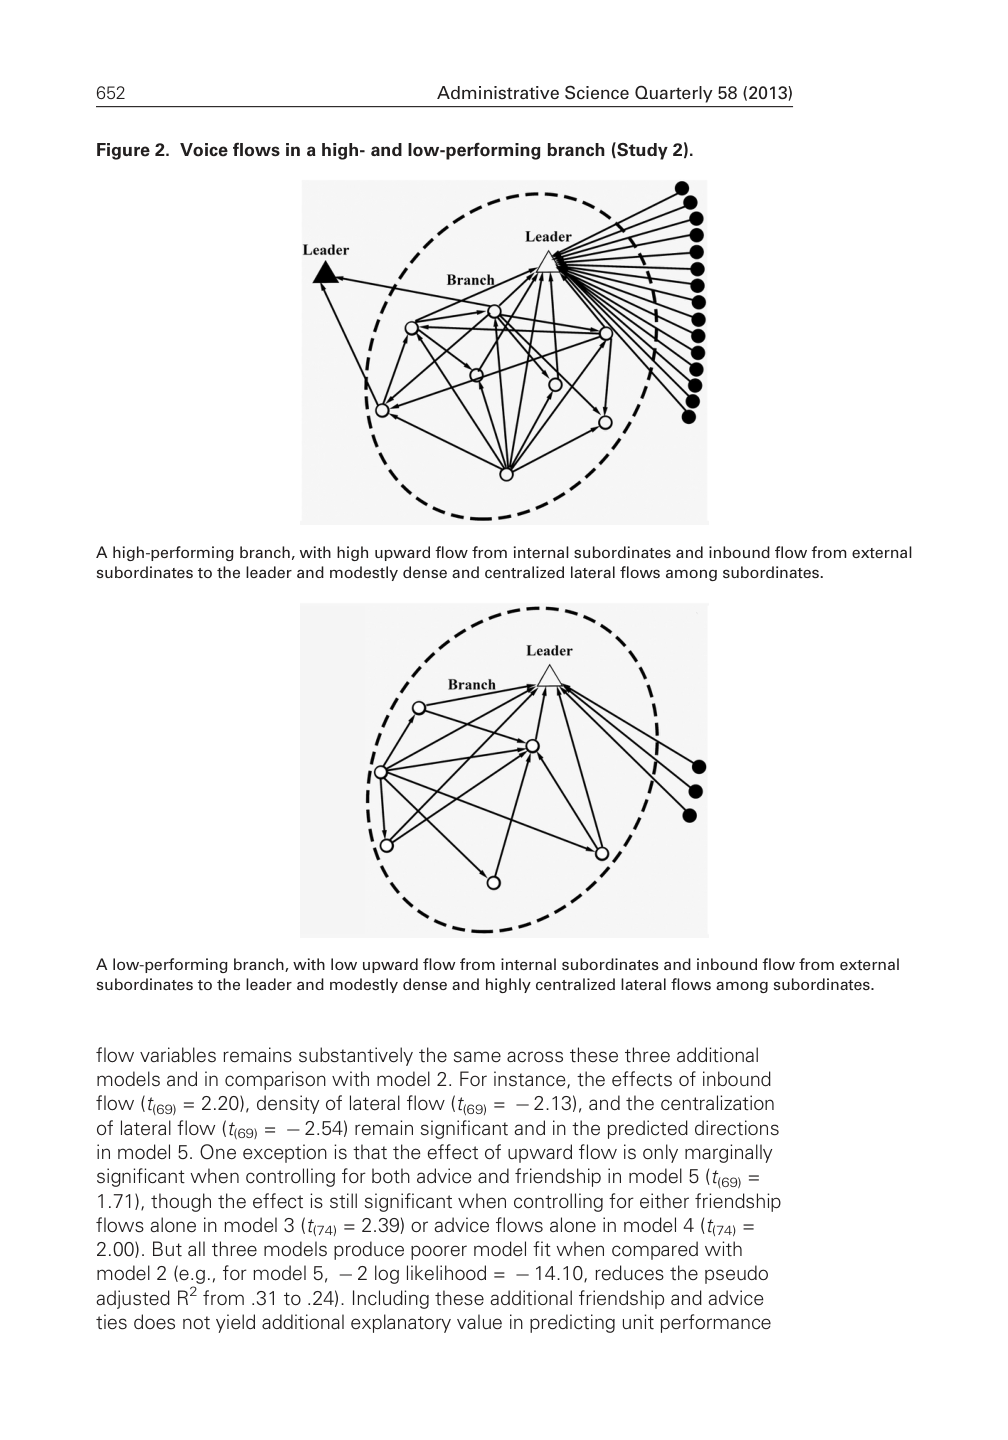 652
Administrative Science Quarterly 58 (2013)
Figure 2. Voice flows in a high- and low-performing branch (Study 2).
Leader
Leader
Branch
A high-performing branch, with high upward flow from internal subordinates and inbound flow from external
subordinates to the leader and modestly dense and centralized lateral flows among subordinates.
Leader
Branch
A low-performing branch, with low upward flow from internal subordinates and inbound flow from external
subordinates to the leader and modestly dense and highly centralized lateral flows among subordinates.
flow variables remains substantively the same across these three additional
models and in comparison with model 2. For instance, the effects of inbound
flow (t(69) = 2.20), density of lateral flow (t(69) = −2.13), and the centralization
of lateral flow (t(69) = −2.54) remain significant and in the predicted directions
in model 5. One exception is that the effect of upward flow is only marginally
significant when controlling for both advice and friendship in model 5 (t(69) =
1.71), though the effect is still significant when controlling for either friendship
flows alone in model 3 (t(74) = 2.39) or advice flows alone in model 4 (t(74) =
2.00). But all three models produce poorer model fit when compared with
model 2 (e.g., for model 5, −2 log likelihood = −14.10, reduces the pseudo
adjusted R² from .31 to .24). Including these additional friendship and advice
ties does not yield additional explanatory value in predicting unit performance